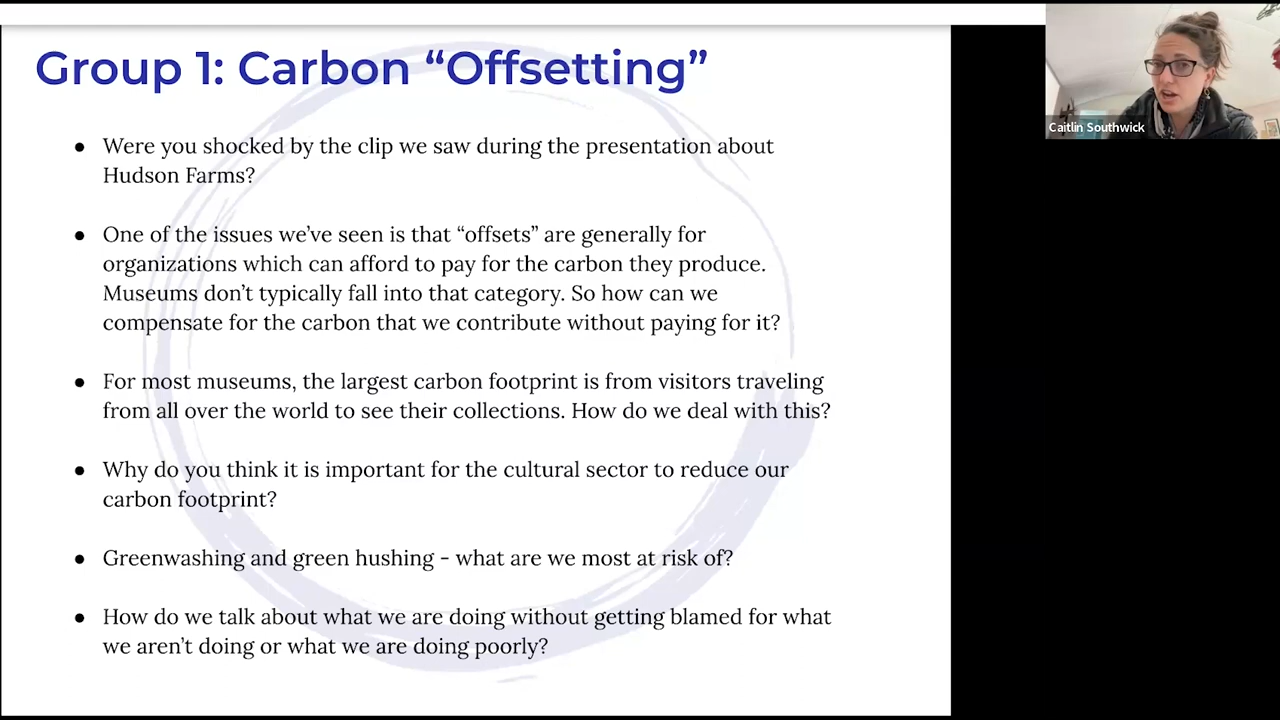 Group 1: Carbon “Offsetting”
● Were you shocked by the clip we saw during the presentation about
Hudson Farms?
● One of the issues we’ve seen is that “offsets” are generally for
organizations which can afford to pay for the carbon they produce.
Museums don’t typically fall into that category. So how can we
compensate for the carbon that we contribute without paying for it?
● For most museums, the largest carbon footprint is from visitors traveling
from all over the world to see their collections. How do we deal with this?
● Why do you think it is important for the cultural sector to reduce our
carbon footprint?
● Greenwashing and green hushing - what are we most at risk of?
● How do we talk about what we are doing without getting blamed for what
we aren’t doing or what we are doing poorly?
Caitlin Southwick